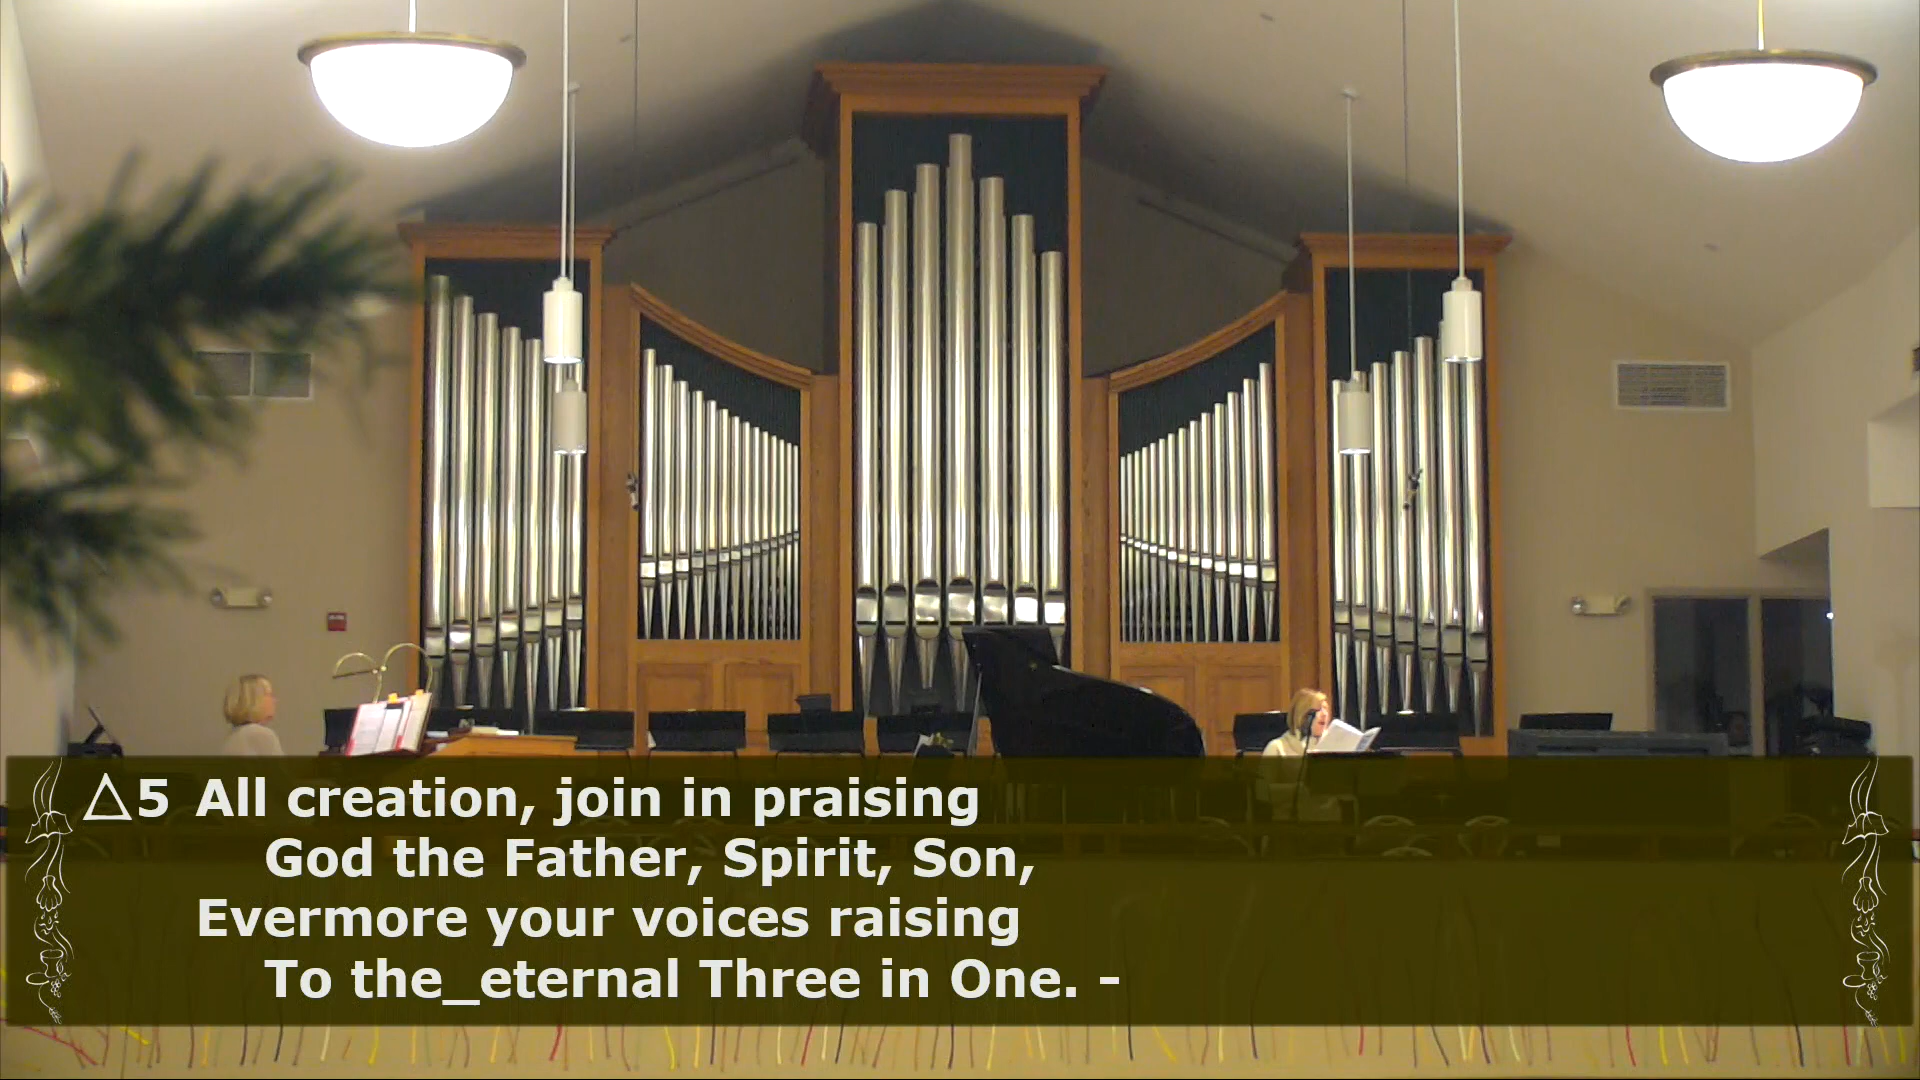 △5 All creation, join in praising
God the Father, Spirit, Son,
Evermore your voices raising
To the_eternal Three in One. -